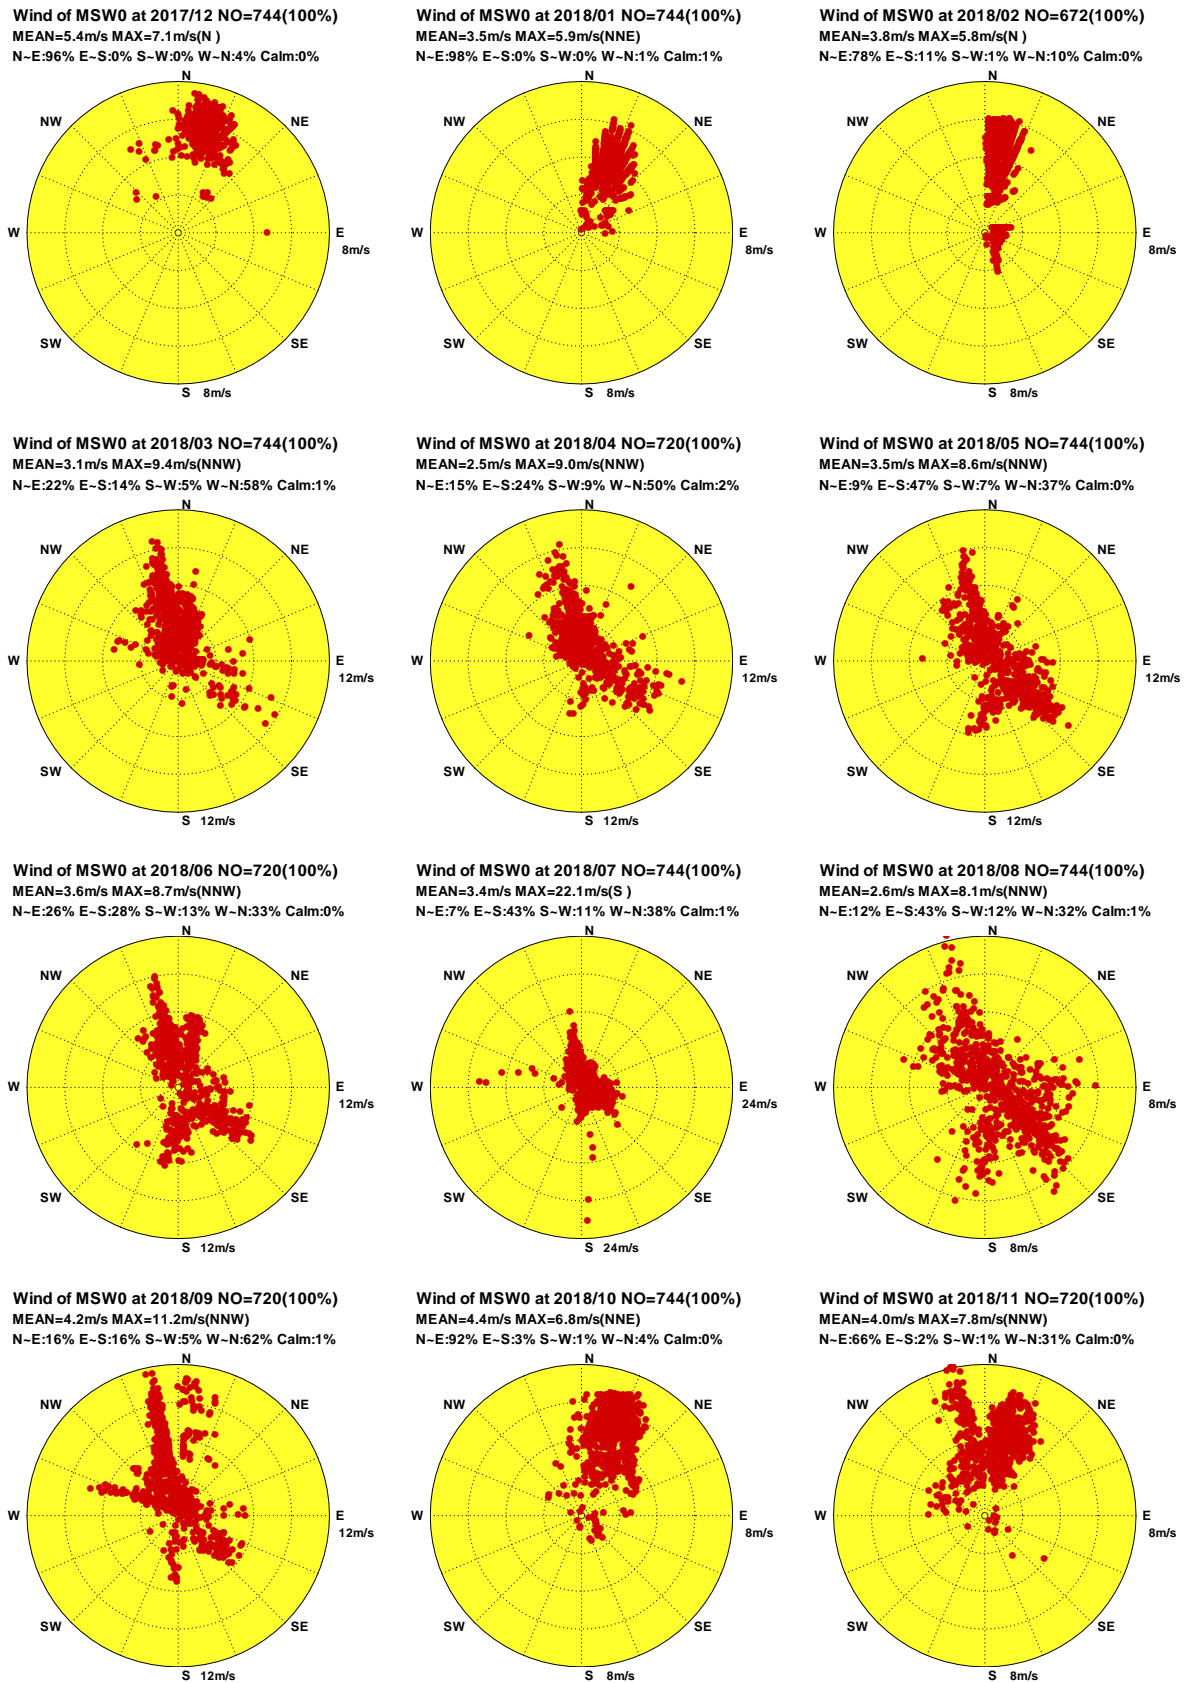 Wind of MSW0 at 2017/12 NO=744(100%)
MEAN=5.4m/s MAX=7.1m/s(N )
N~E:96% E~S:0% S~W:0% W~N:4% Calm:0%
N
NW
NE
W
E
8m/s
SW
SE
S 8m/s
Wind of MSW0 at 2018/01 NO=744(100%)
MEAN=3.5m/s MAX=5.9m/s(NNE)
N~E:98% E~S:0% S~W:0% W~N:1% Calm:1%
N
NW
NE
W
E
8m/s
SW
SE
S 8m/s
Wind of MSW0 at 2018/02 NO=672(100%)
MEAN=3.8m/s MAX=5.8m/s(N )
N~E:78% E~S:11% S~W:1% W~N:10% Calm:0%
N
NW
NE
W
E
8m/s
SW
SE
S 8m/s
Wind of MSW0 at 2018/03 NO=744(100%)
MEAN=3.1m/s MAX=9.4m/s(NNW)
N~E:22% E~S:14% S~W:5% W~N:58% Calm:1%
N
NW
NE
W
E
12m/s
SW
SE
S 12m/s
Wind of MSW0 at 2018/04 NO=720(100%)
MEAN=2.5m/s MAX=9.0m/s(NNW)
N~E:15% E~S:24% S~W:9% W~N:50% Calm:2%
N
NW
NE
W
E
12m/s
SW
SE
S 12m/s
Wind of MSW0 at 2018/05 NO=744(100%)
MEAN=3.5m/s MAX=8.6m/s(NNW)
N~E:9% E~S:47% S~W:7% W~N:37% Calm:0%
N
NW
NE
W
E
12m/s
SW
SE
S 12m/s
Wind of MSW0 at 2018/06 NO=720(100%)
MEAN=3.6m/s MAX=8.7m/s(NNW)
N~E:26% E~S:28% S~W:13% W~N:33% Calm:0%
N
NW
NE
W
E
12m/s
SW
SE
S 12m/s
Wind of MSW0 at 2018/07 NO=744(100%)
MEAN=3.4m/s MAX=22.1m/s(S )
N~E:7% E~S:43% S~W:11% W~N:38% Calm:1%
N
NW
NE
W
E
24m/s
SW
SE
S 24m/s
Wind of MSW0 at 2018/08 NO=744(100%)
MEAN=2.6m/s MAX=8.1m/s(NNW)
N~E:12% E~S:43% S~W:12% W~N:32% Calm:1%
N
NW
NE
W
E
8m/s
SW
SE
S 8m/s
Wind of MSW0 at 2018/09 NO=720(100%)
MEAN=4.2m/s MAX=11.2m/s(NNW)
N~E:16% E~S:16% S~W:5% W~N:62% Calm:1%
N
NW
NE
W
E
12m/s
SW
SE
S 12m/s
Wind of MSW0 at 2018/10 NO=744(100%)
MEAN=4.4m/s MAX=6.8m/s(NNE)
N~E:92% E~S:3% S~W:1% W~N:4% Calm:0%
N
NW
NE
W
E
8m/s
SW
SE
S 8m/s
Wind of MSW0 at 2018/11 NO=720(100%)
MEAN=4.0m/s MAX=7.8m/s(NNW)
N~E:66% E~S:2% S~W:1% W~N:31% Calm:0%
N
NW
NE
W
E
8m/s
SW
SE
S 8m/s